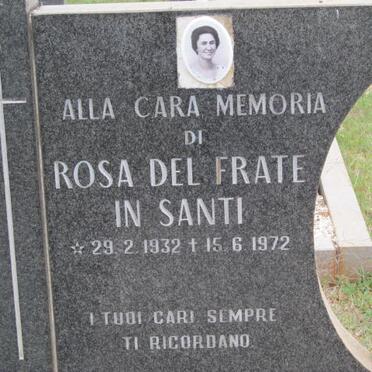 ALLA CARA MEMORIA
DI
ROSA DEL FRATE
IN SANTI
☆ 29. 2. 1932 ✝ 15. 6. 1972
I TUOI CARI SEMPRE
TI RICORDANO.